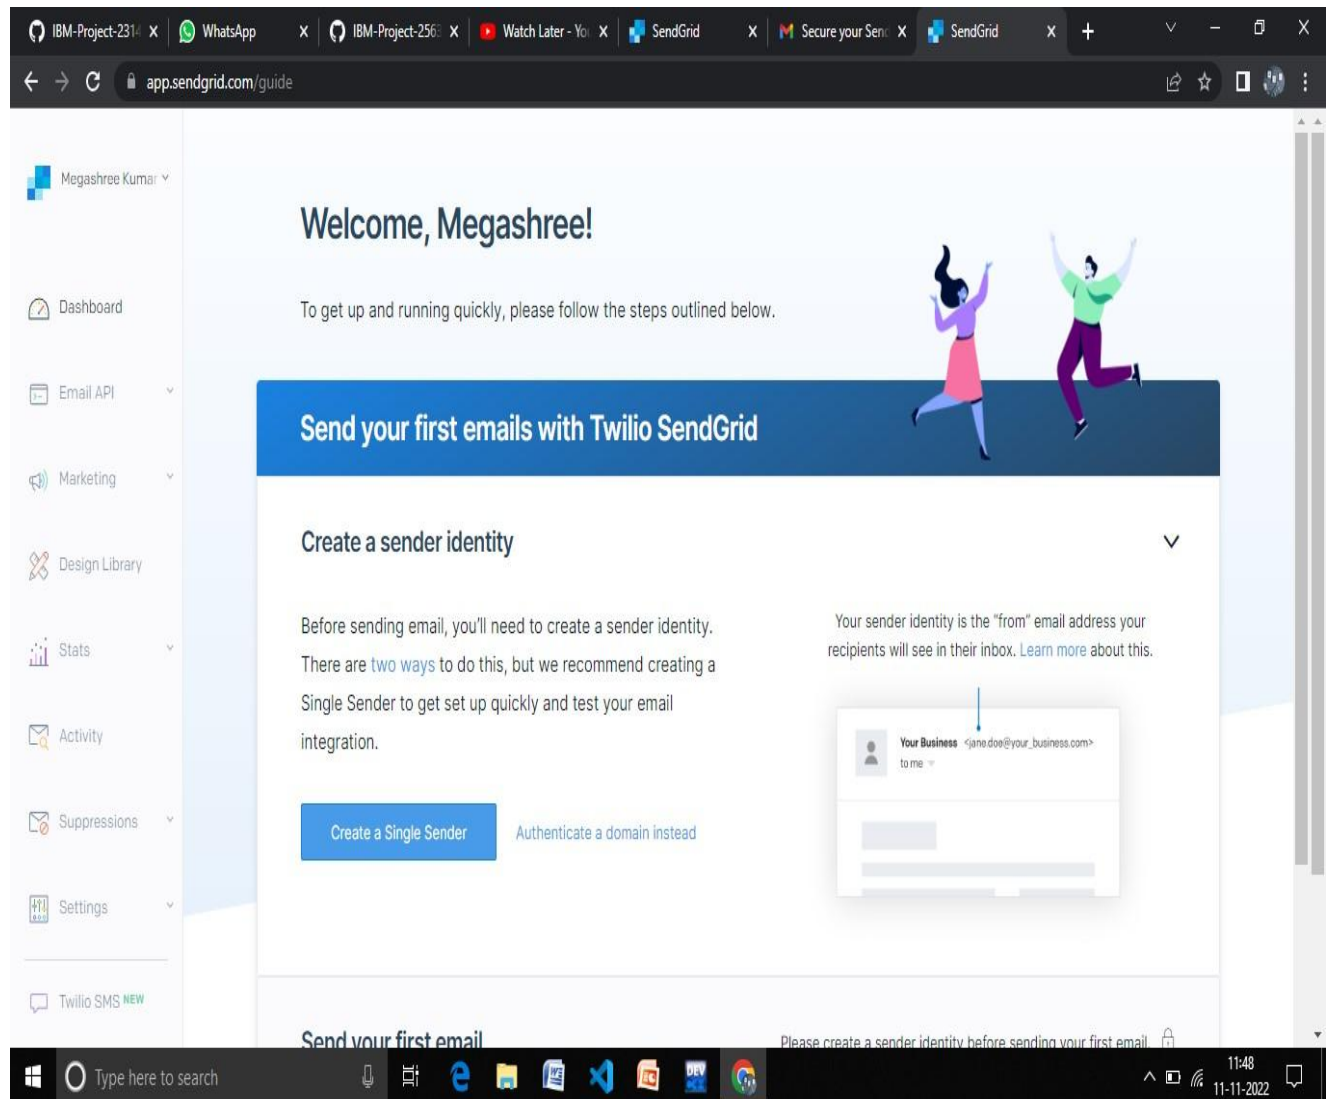 IBM-Project-2314
WhatsApp
IBM-Project-2563
Watch Later - You
SendGrid
Secure your Send
SendGrid
app.sendgrid.com/guide
Megashree Kumar
Dashboard
Email API
Marketing
Design Library
Stats
Activity
Suppressions
Settings
Twilio SMS NEW
Welcome, Megashree!
To get up and running quickly, please follow the steps outlined below.
Send your first emails with Twilio SendGrid
Create a sender identity
Before sending email, you'll need to create a sender identity.
There are two ways to do this, but we recommend creating a
Single Sender to get set up quickly and test your email
integration.
Create a Single Sender
Authenticate a domain instead
Your sender identity is the "from" email address your
recipients will see in their inbox. Learn more about this.
Your Business <jane.doe@your_business.com>
to me
Send your first email
Please create a sender identity before sending your first email.
Type here to search
DEV
11:48
11-11-2022